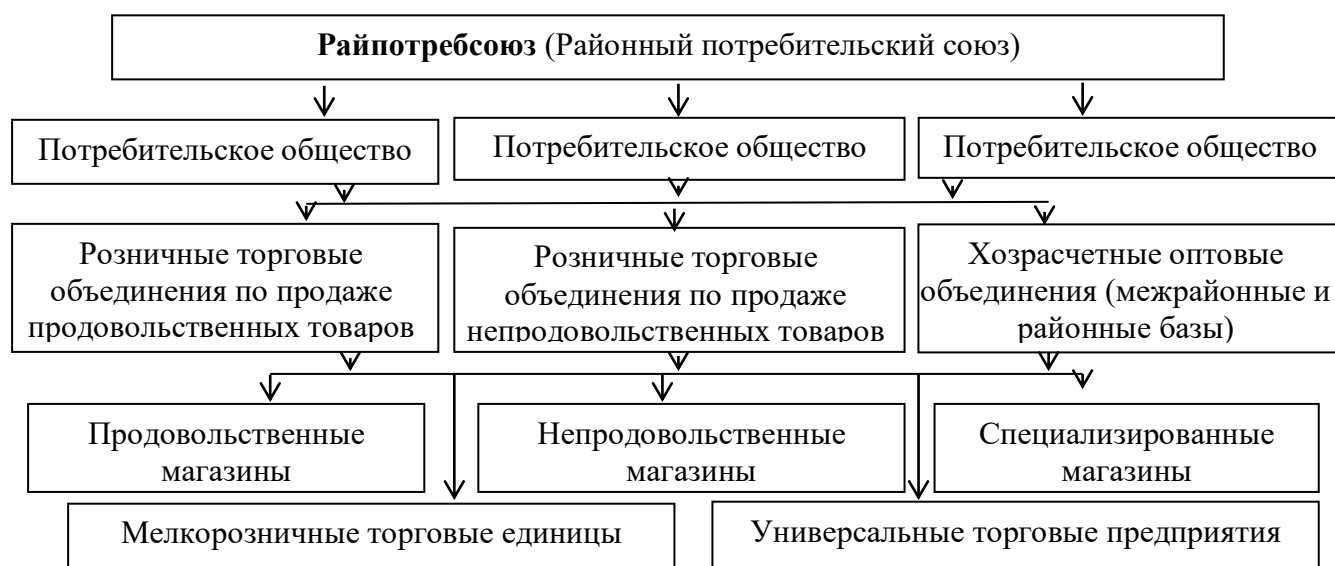 Райпотребсоюз (Районный потребительский союз)
Потребительское общество
Потребительское общество
Потребительское общество
Розничные торговые
объединения по продаже
продовольственных товаров
Розничные торговые
объединения по продаже
непродовольственных товаров
Хозрасчетные оптовые
объединения (межрайонные и
районные базы)
Продовольственные
магазины
Непродовольственные
магазины
Специализированные
магазины
Мелкорозничные торговые единицы
Универсальные торговые предприятия